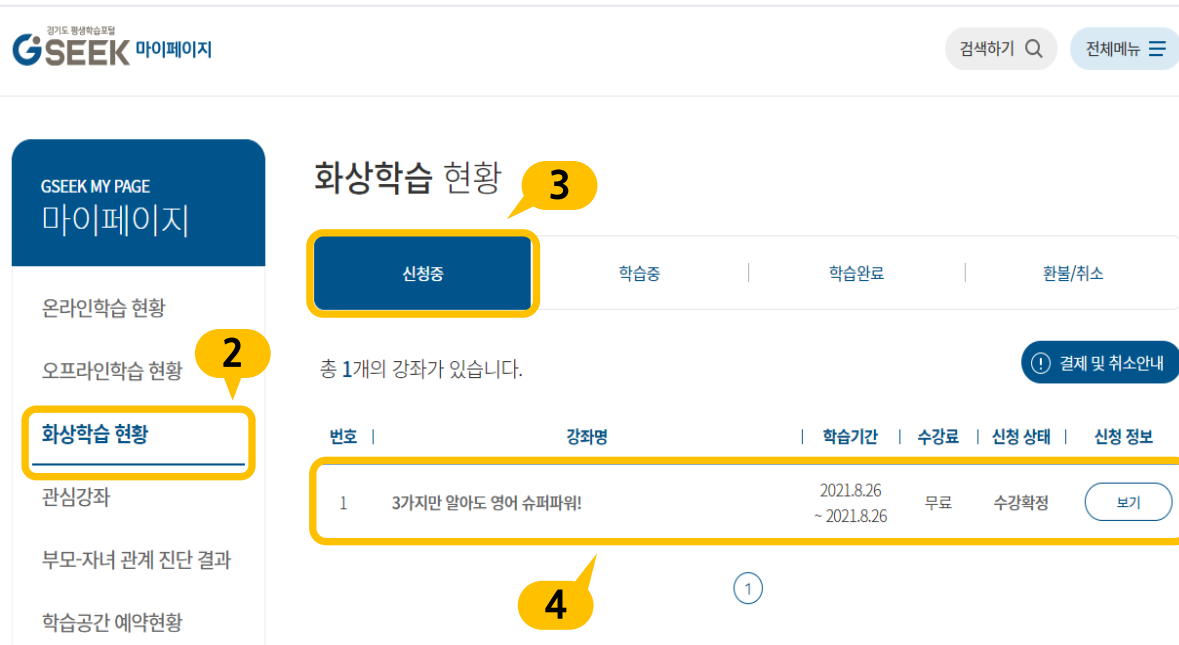 경기도 평생학습포털
GSEEK 마이페이지
검색하기
전체메뉴
GSEEK MY PAGE
마이페이지
온라인학습 현황
오프라인학습 현황
2
화상학습 현황
관심강좌
부모-자녀 관계 진단 결과
학습공간 예약현황
화상학습 현황
3
신청중
학습중
학습완료
환불/취소
총 1개의 강좌가 있습니다.
결제 및 취소안내
번호 | 강좌명 | 학습기간 | 수강료 | 신청 상태 | 신청 정보
1 3가지만 알아도 영어 슈퍼파워! 2021.8.26 ~ 2021.8.26 무료 수강확정 보기
4
1